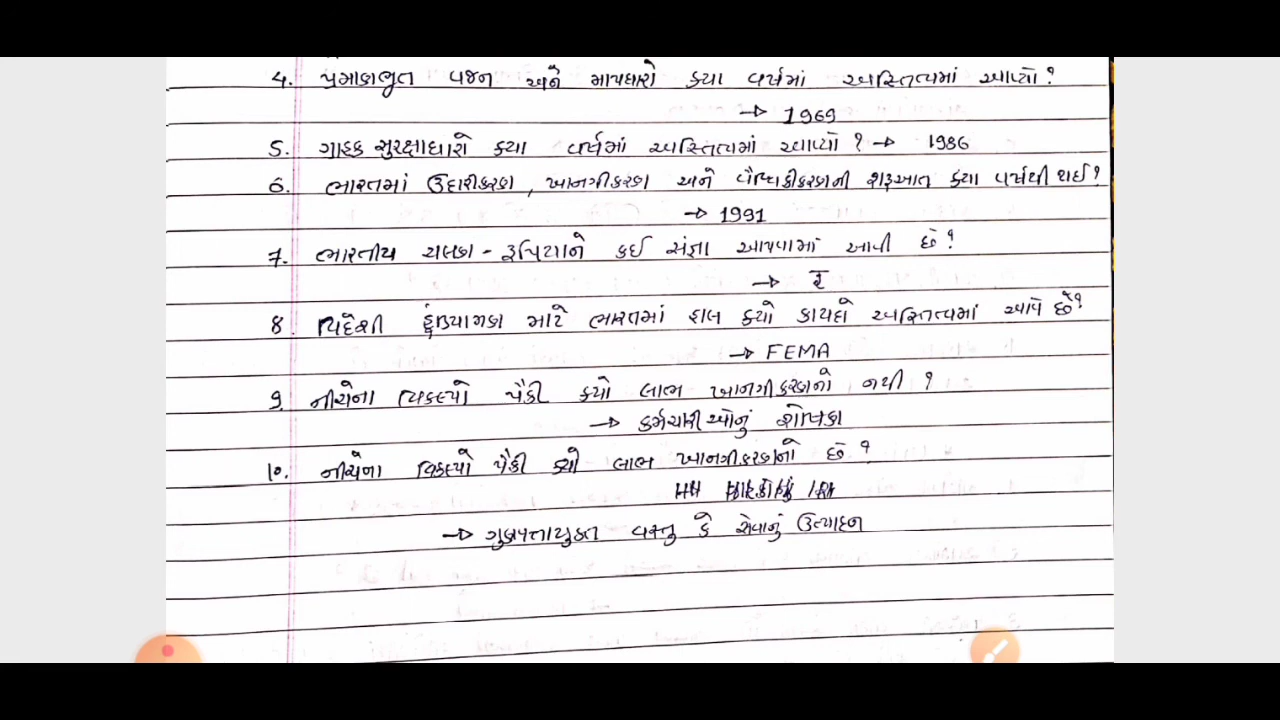 4. પ્રમાણભૂત વજન અને માપધારો ક્યા વર્ષમાં અસ્તિત્વમાં આવ્યો?
→ 1969
5. ગ્રાહક સુરક્ષાધારો ક્યા વર્ષમાં અસ્તિત્વમાં આવ્યો? → 1986
6. ભારતમાં ઉદારીકરણ, ખાનગીકરણ અને વૈશ્વિકીકરણની શરૂઆત ક્યા વર્ષથી થઈ?
→ 1991
7. ભારતીય ચલણ - રૂપિયાને કઈ સંજ્ઞા આપવામાં આવી છે?
→ ₹
8. વિદેશી હૂંડિયામણ માટે ભારતમાં હાલ ક્યો કાયદો અસ્તિત્વમાં આવે છે?
→ FEMA
9. નીચેના વિકલ્પો પૈકી ક્યો લાભ ખાનગીકરણનો નથી?
→ કર્મચારીઓનું શોષણ
૧૦. નીચેના વિકલ્પો પૈકી ક્યો લાભ ખાનગીકરણનો છે?
→ ગુણવત્તાયુક્ત વસ્તુ કે સેવાનું ઉત્પાદન